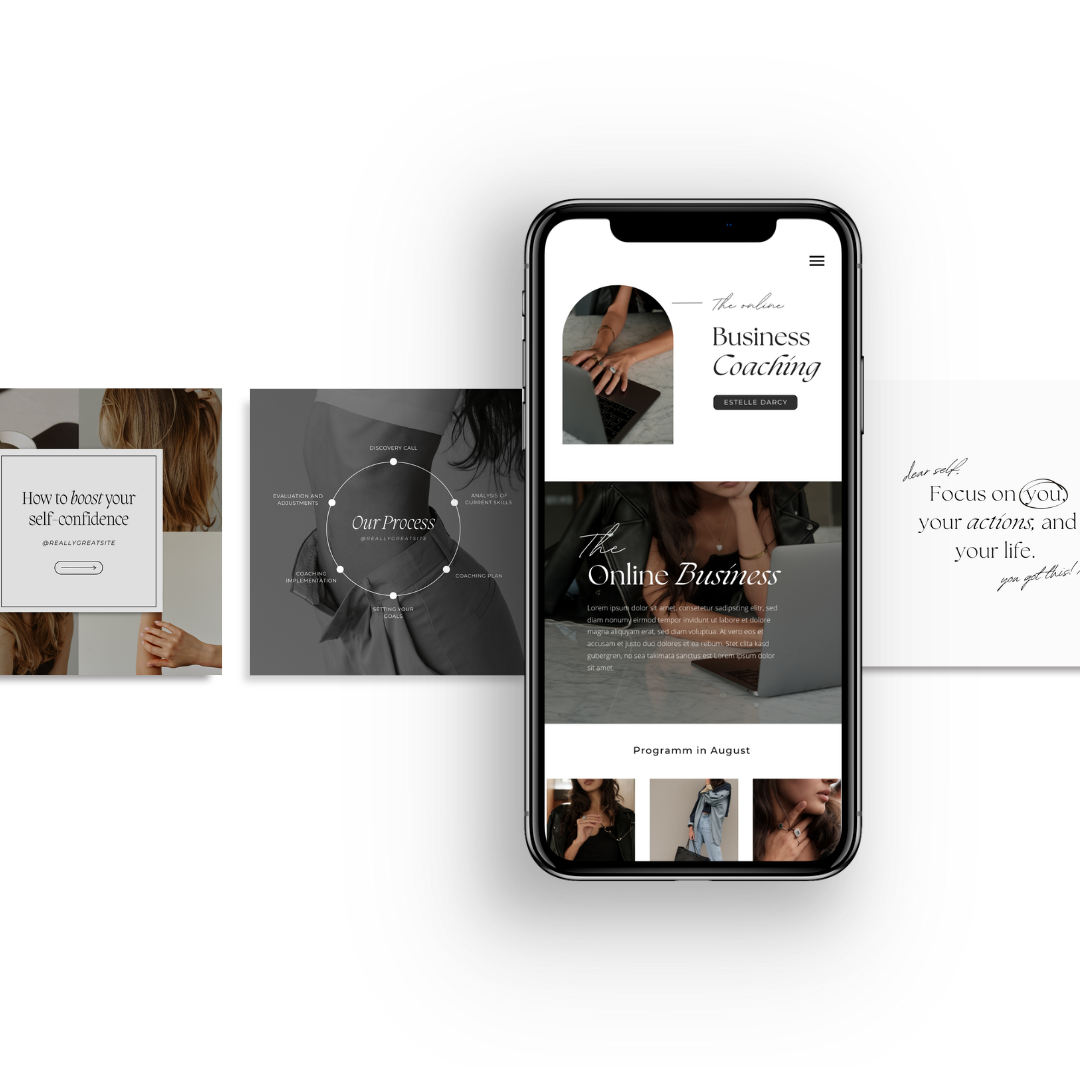 How to boost your
self-confidence
@REALLYGREATSITE
DISCOVERY CALL
ANALYSIS OF
CURRENT SKILLS
COACHING PLAN
SETTING YOUR
GOALS
COACHING
IMPLEMENTATION
EVALUATION AND
ADJUSTMENTS
Our Process
@REALLYGREATSITE
The online
Business
Coaching
ESTELLE DARCY
The
Online Business
Lorem ipsum dolor sit amet, consetetur sadipscing elitr, sed
diam nonumy eirmod tempor invidunt ut labore et dolore
magna aliquyam erat, sed diam voluptua. At vero eos et
accusam et justo duo dolores et ea rebum. Stet clita kasd
gubergren, no sea takimata sanctus est Lorem ipsum dolor
sit amet.
Programm in August
dear self,
Focus on you,
your actions, and
your life.
you got this!